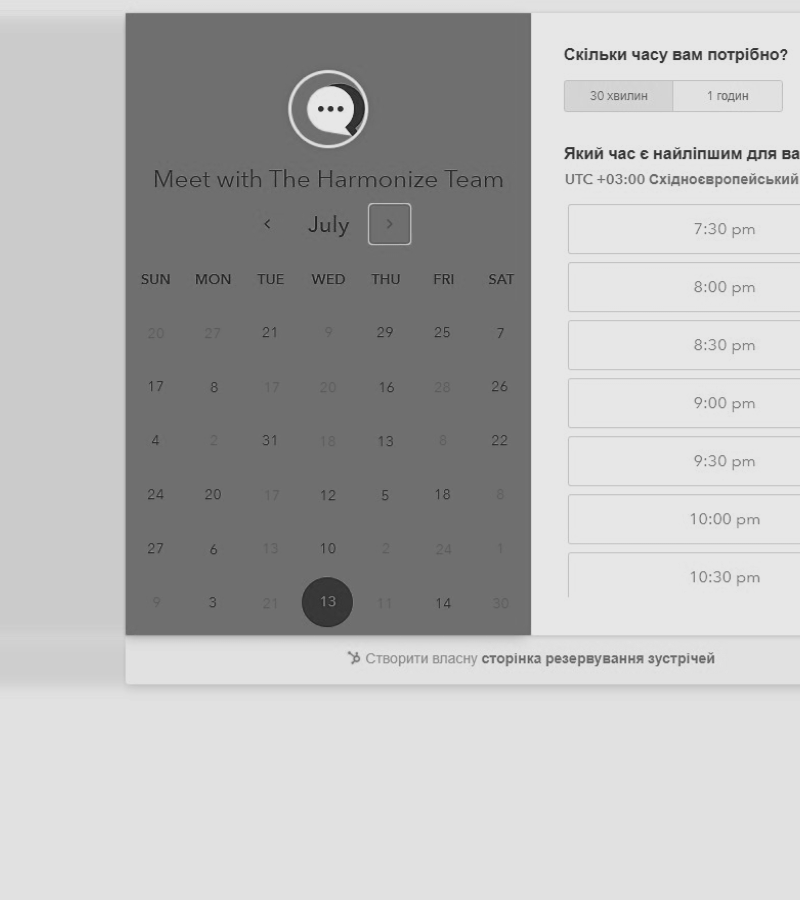 Meet with The Harmonize Team
July
SUN MON TUE WED THU FRI SAT
20 27 21 9 29 25 7
17 8 17 20 16 28 26
4 2 31 18 13 8 22
24 20 17 12 5 18 8
27 6 13 10 2 24 1
9 3 21 13 11 14 30
Скільки часу вам потрібно?
30 хвилин 1 годин
Який час є найліпшим для ва
UTC +03:00 Східноєвропейський
7:30 pm
8:00 pm
8:30 pm
9:00 pm
9:30 pm
10:00 pm
10:30 pm
Створити власну сторінка резервування зустрічей